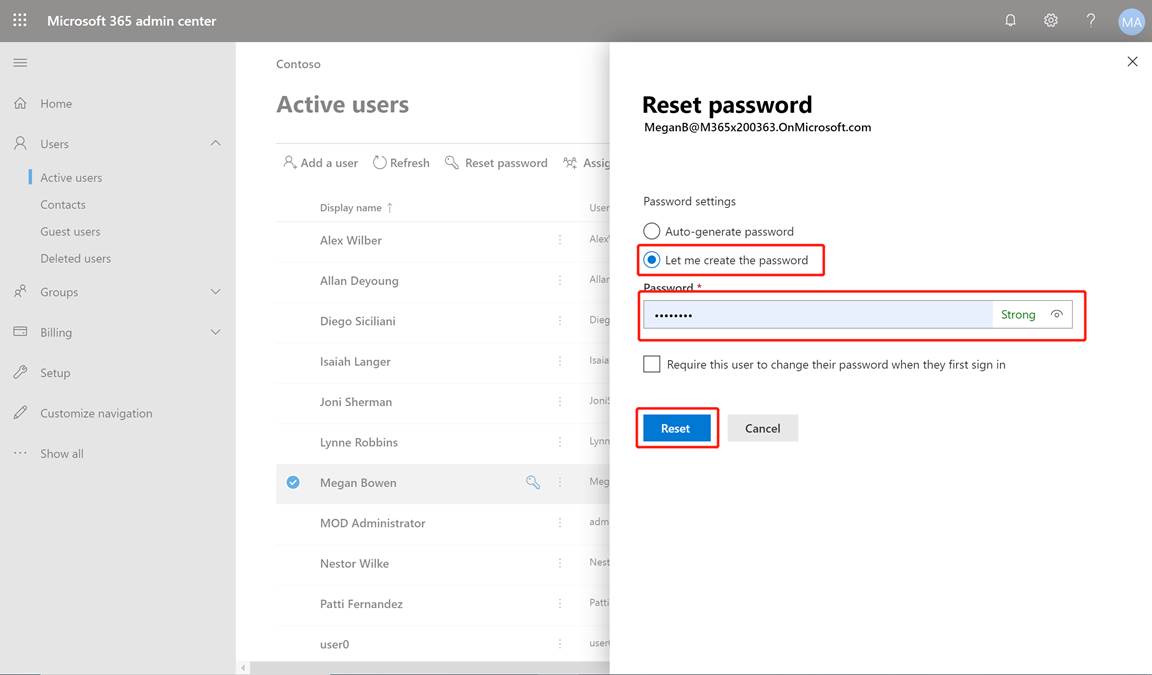 Microsoft 365 admin center
MA
Home
Users
Active users
Contacts
Guest users
Deleted users
Groups
Billing
Setup
Customize navigation
Show all
Contoso
Active users
Add a user Refresh Reset password Assig
Display name ↑ User
Alex Wilber Alex
Allan Deyoung Allan
Diego Siciliani Dieg
Isaiah Langer Isaia
Joni Sherman JoniS
Lynne Robbins Lynn
Megan Bowen Meg
MOD Administrator adm
Nestor Wilke Nest
Patti Fernandez Patti
user0 user
Reset password
MeganB@M365x200363.OnMicrosoft.com
Password settings
Auto-generate password
Let me create the password
Password *
Strong
Require this user to change their password when they first sign in
Reset Cancel